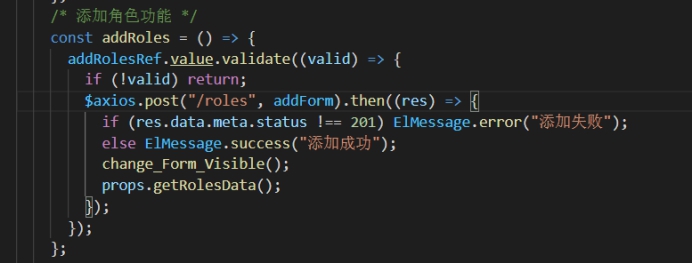 /* 添加角色功能 */
const addRoles = () => {
addRolesRef.value.validate((valid) => {
if (!valid) return;
$axios.post("/roles", addForm).then((res) => {
if (res.data.meta.status !== 201) ElMessage.error("添加失败");
else ElMessage.success("添加成功");
change_Form_Visible();
props.getRolesData();
});
});
};